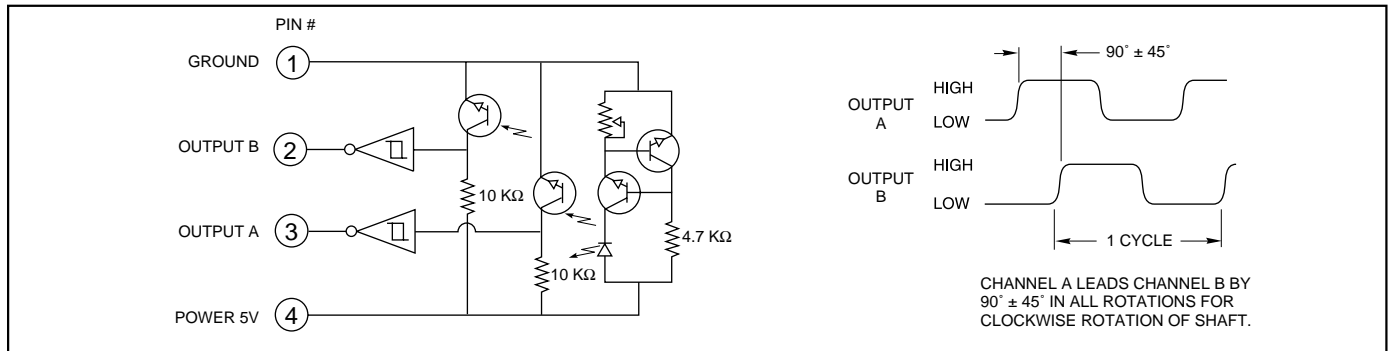 PIN #
GROUND 1
OUTPUT B 2
OUTPUT A 3
POWER 5V 4
10 KΩ
10 KΩ
4.7 KΩ
90˚ ± 45˚
OUTPUT
A
HIGH
LOW
OUTPUT
B
HIGH
LOW
1 CYCLE
CHANNEL A LEADS CHANNEL B BY
90˚ ± 45˚ IN ALL ROTATIONS FOR
CLOCKWISE ROTATION OF SHAFT.